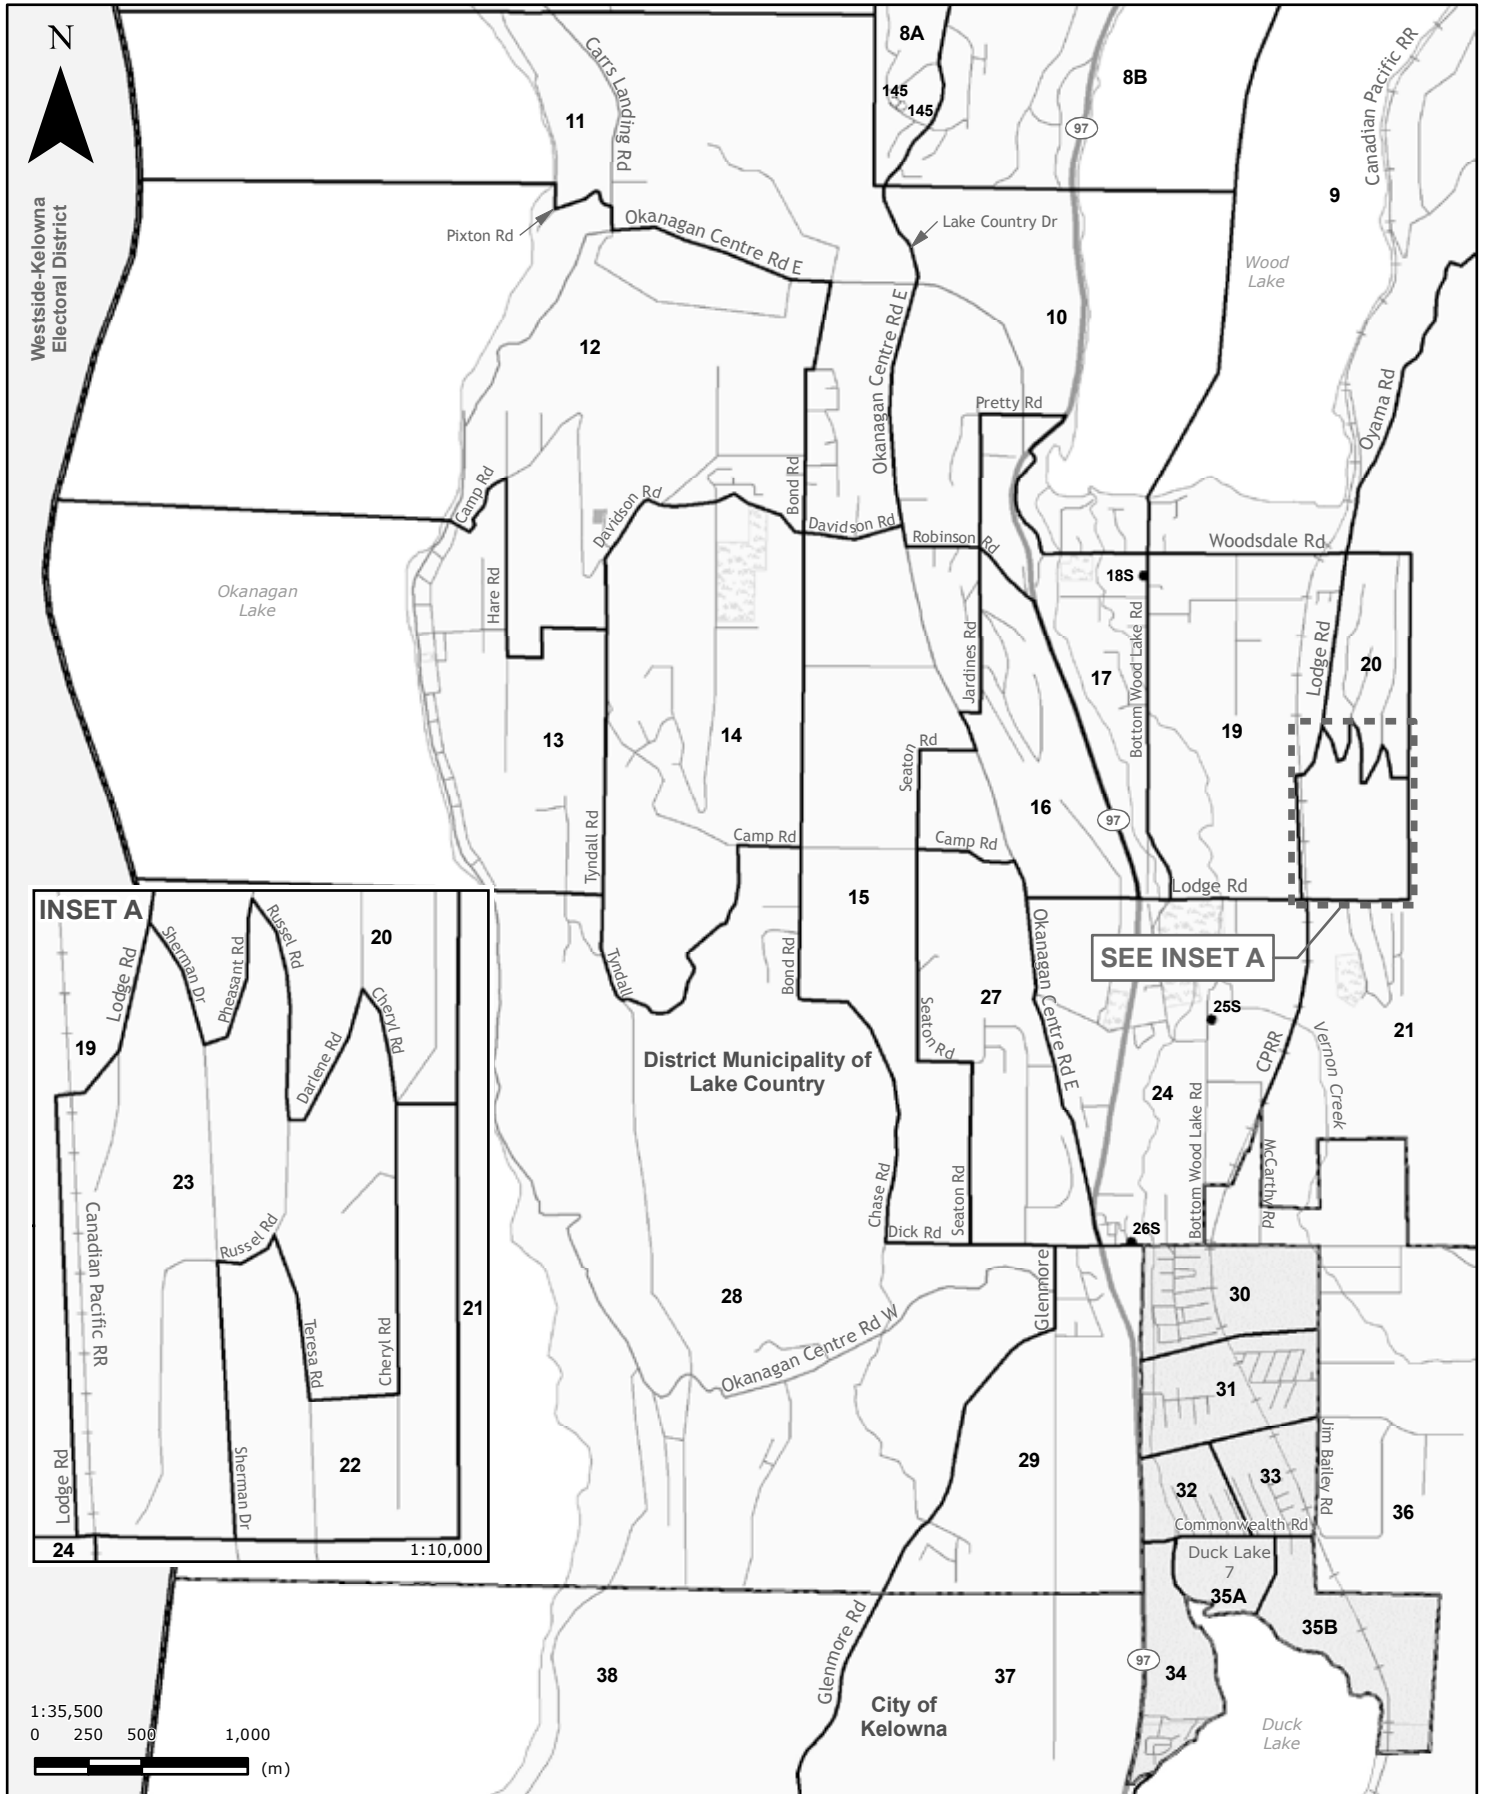 N
Westside-Kelowna
Electoral District
8A
145
145
8B
97
9
Canadian Pacific RR
Carrs Landing Rd
11
Pixton Rd
Okanagan Centre Rd E
Lake Country Dr
Wood
Lake
10
12
Okanagan Centre Rd E
Pretty Rd
Oyama Rd
Camp Rd
Davidson Rd
Bond Rd
Davidson Rd
Robinson Rd
Woodsdale Rd
18S
Okanagan
Lake
Hare Rd
Jardines Rd
Bottom Wood Lake Rd
Lodge Rd
17
20
13
14
19
Seaton
Rd
16
97
Tyndall Rd
Camp Rd
Camp Rd
15
Lodge Rd
SEE INSET A
Okanagan Centre Rd E
Bond Rd
Tyndall
27
25S
Seaton Rd
CPRR
Vernon Creek
21
District Municipality of
Lake Country
24
Bottom Wood Lake Rd
McCarthy Rd
Chase Rd
Seaton Rd
Dick Rd
26S
Glenmore
28
Okanagan Centre Rd W
30
31
29
32
33
Jim Bailey Rd
36
Commonwealth Rd
Duck Lake
7
35A
35B
34
97
Glenmore Rd
38
37
City of
Kelowna
Duck
Lake
INSET A
Lodge Rd
Sherman Dr
Pheasant Rd
Russel Rd
20
Cheryl Rd
Darlene Rd
19
23
Canadian Pacific RR
Russel Rd
Teresa Rd
Cheryl Rd
21
Lodge Rd
Sherman Dr
22
24
1:10,000
1:35,500
0 250 500 1,000
(m)